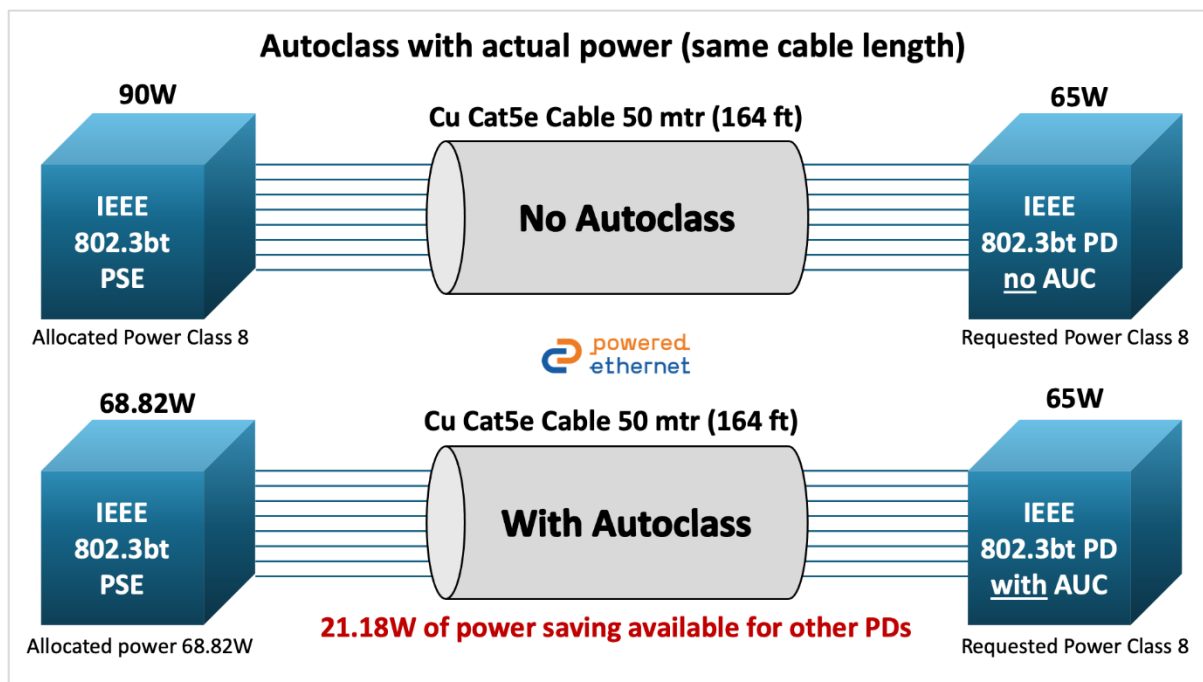 Autoclass with actual power (same cable length)
90W
Cu Cat5e Cable 50 mtr (164 ft)
65W
IEEE
802.3bt
PSE
No Autoclass
IEEE
802.3bt PD
no AUC
Allocated Power Class 8
Requested Power Class 8
powered
ethernet
68.82W
Cu Cat5e Cable 50 mtr (164 ft)
65W
IEEE
802.3bt
PSE
With Autoclass
IEEE
802.3bt PD
with AUC
21.18W of power saving available for other PDs
Allocated power 68.82W
Requested Power Class 8